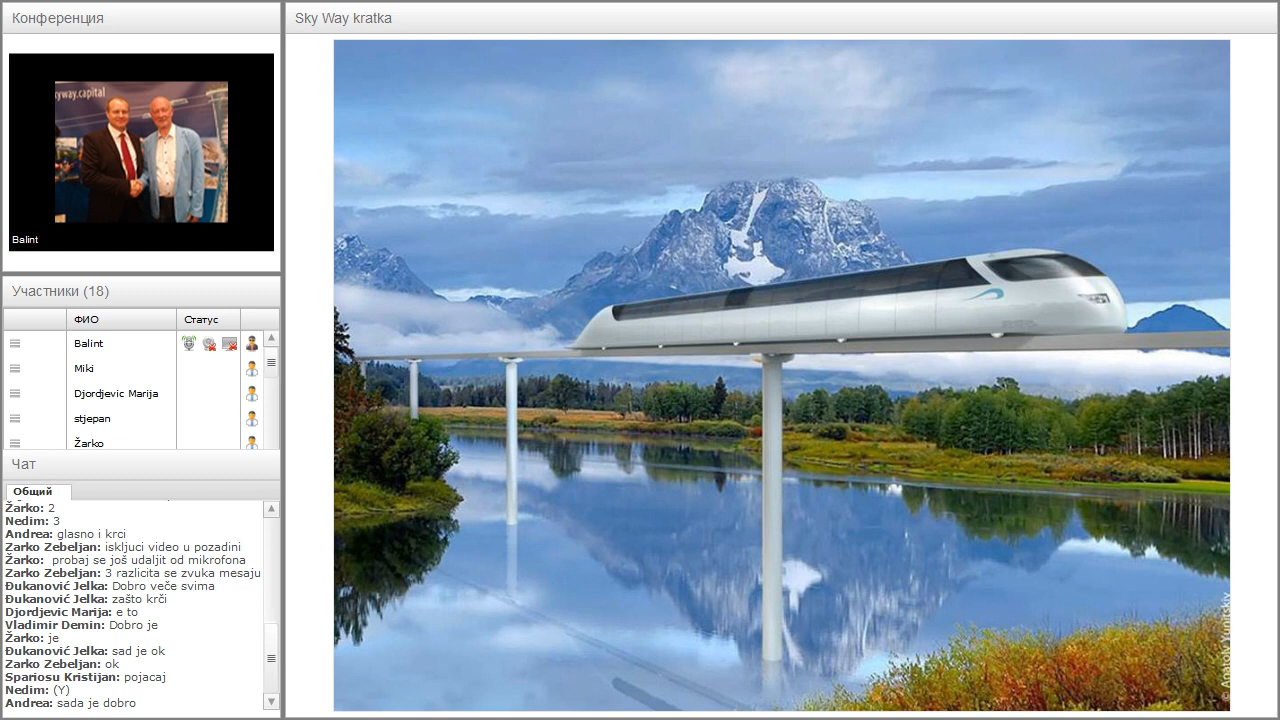 Конференция
Sky Way kratka
kyway.capital
Balint
Участники (18)
ФИО
Статус
Balint
Miki
Djordjevic Marija
stjepan
Žarko
Чат
Общий
Žarko: 2
Nedim: 3
Andrea: glasno i krci
Zarko Zebeljan: iskljuci video u pozadini
Žarko: probaj se još udaljit od mikrofona
Zarko Zebeljan: 3 razlicita se zvuka mesaju
Đukanović Jelka: Dobro veče svima
Đukanović Jelka: zašto krči
Djordjevic Marija: e to
Vladimir Demin: Dobro je
Žarko: je
Đukanović Jelka: sad je ok
Zarko Zebeljan: ok
Spariosu Kristijan: pojacaj
Nedim: (Y)
Andrea: sada je dobro
© Anatoly Yunitskiy